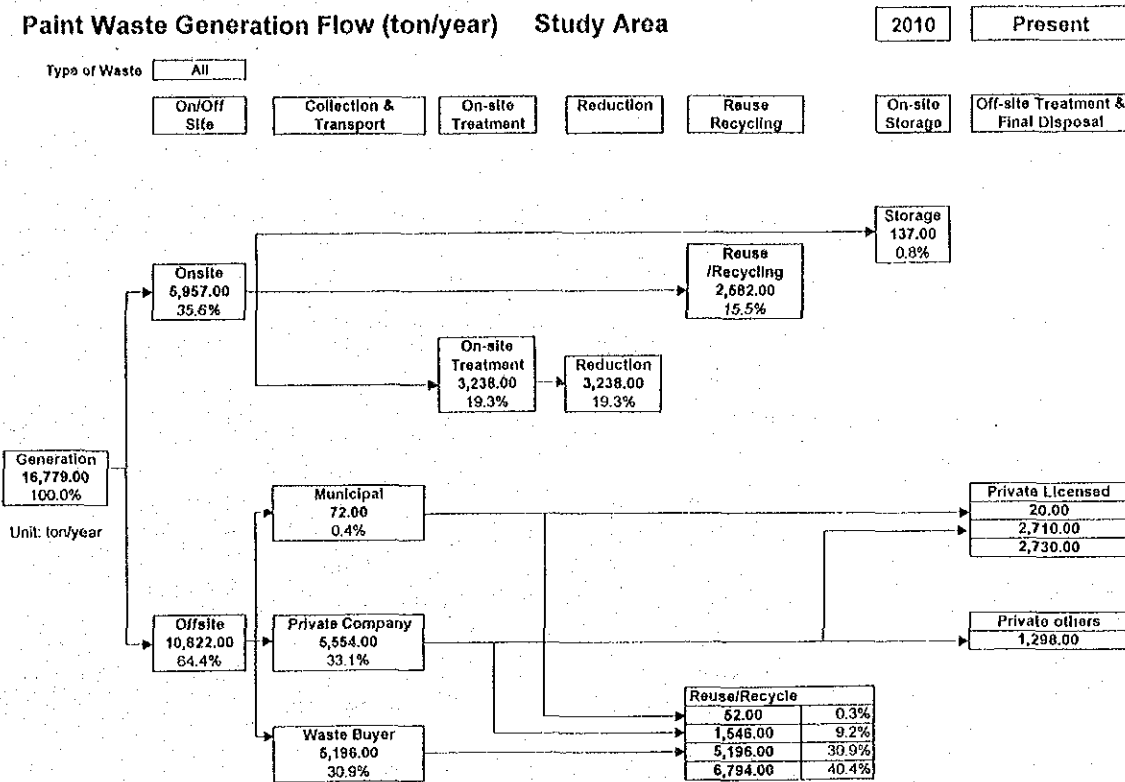 Paint Waste Generation Flow (ton/year) Study Area
2010
Present
Type of Waste
All
On/Off
Site
Collection &
Transport
On-site
Treatment
Reduction
Reuse
Recycling
On-site
Storage
Off-site Treatment &
Final Disposal
Storage
137.00
0.8%
Onsite
5,957.00
35.6%
Reuse
/Recycling
2,582.00
15.5%
On-site
Treatment
3,238.00
19.3%
Reduction
3,238.00
19.3%
Generation
16,779.00
100.0%
Unit: ton/year
Municipal
72.00
0.4%
Private Licensed
20.00
2,710.00
2,730.00
Offsite
10,822.00
64.4%
Private Company
5,554.00
33.1%
Private others
1,298.00
Waste Buyer
5,196.00
30.9%
Reuse/Recycle
52.00 0.3%
1,546.00 9.2%
5,196.00 30.9%
6,794.00 40.4%